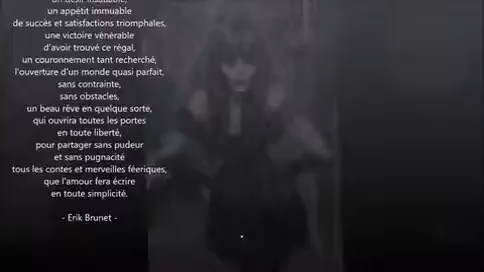 un désir insatiable,
un appétit immuable
de succès et satisfactions triomphales,
une victoire vénérable
d'avoir trouvé ce régal,
un couronnement tant recherché,
l'ouverture d'un monde quasi parfait,
sans contrainte,
sans obstacles,
un beau rêve en quelque sorte,
qui ouvrira toutes les portes
en toute liberté,
pour partager sans pudeur
et sans pugnacité
tous les contes et merveilles féeriques,
que l'amour fera écrire
en toute simplicité.
- Erik Brunet -